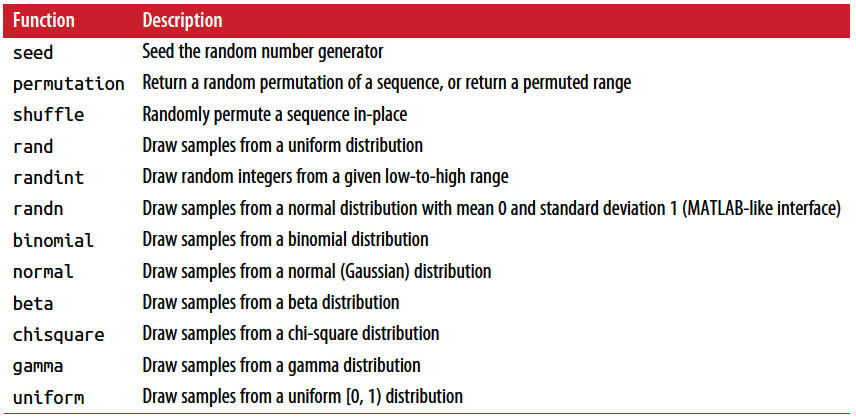 Function Description
seed Seed the random number generator
permutation Return a random permutation of a sequence, or return a permuted range
shuffle Randomly permute a sequence in-place
rand Draw samples from a uniform distribution
randint Draw random integers from a given low-to-high range
randn Draw samples from a normal distribution with mean 0 and standard deviation 1 (MATLAB-like interface)
binomial Draw samples from a binomial distribution
normal Draw samples from a normal (Gaussian) distribution
beta Draw samples from a beta distribution
chisquare Draw samples from a chi-square distribution
gamma Draw samples from a gamma distribution
uniform Draw samples from a uniform [0, 1) distribution